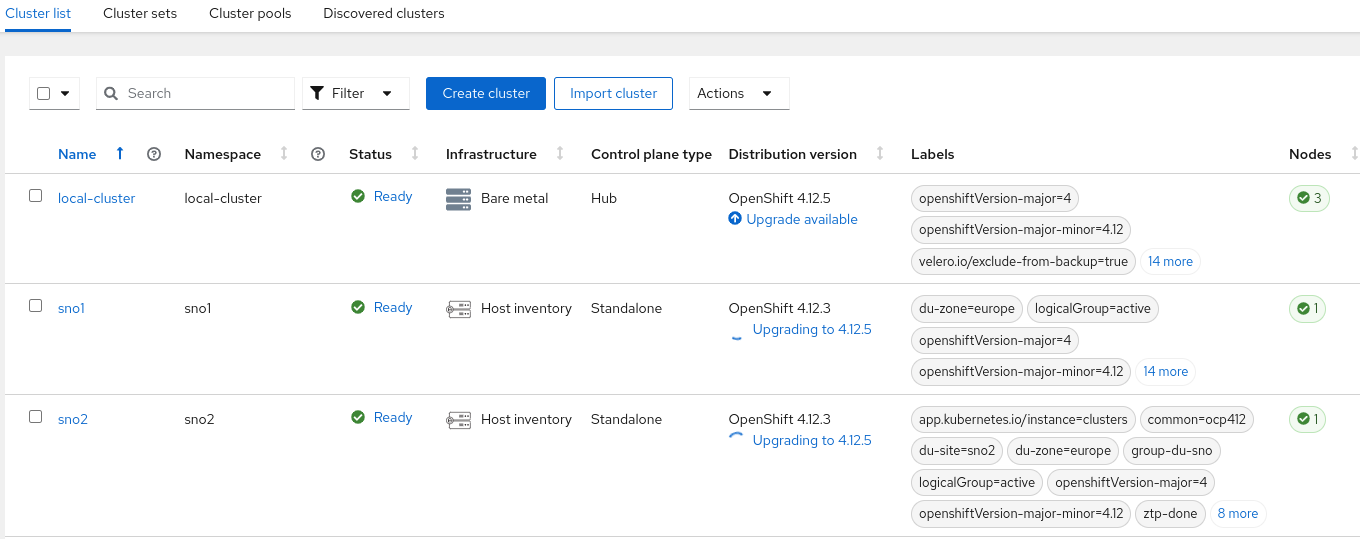 Cluster list Cluster sets Cluster pools Discovered clusters
Search Filter Create cluster Import cluster Actions
Name Namespace Status Infrastructure Control plane type Distribution version Labels Nodes
local-cluster local-cluster Ready Bare metal Hub OpenShift 4.12.5 openshiftVersion-major=4 3
Upgrade available openshiftVersion-major-minor=4.12
velero.io/exclude-from-backup=true 14 more
sno1 sno1 Ready Host inventory Standalone OpenShift 4.12.3 du-zone=europe logicalGroup=active 1
Upgrading to 4.12.5 openshiftVersion-major=4
openshiftVersion-major-minor=4.12 14 more
sno2 sno2 Ready Host inventory Standalone OpenShift 4.12.3 app.kubernetes.io/instance=clusters common=ocp412 1
Upgrading to 4.12.5 du-site=sno2 du-zone=europe group-du-sno
logicalGroup=active openshiftVersion-major=4
openshiftVersion-major-minor=4.12 ztp-done 8 more